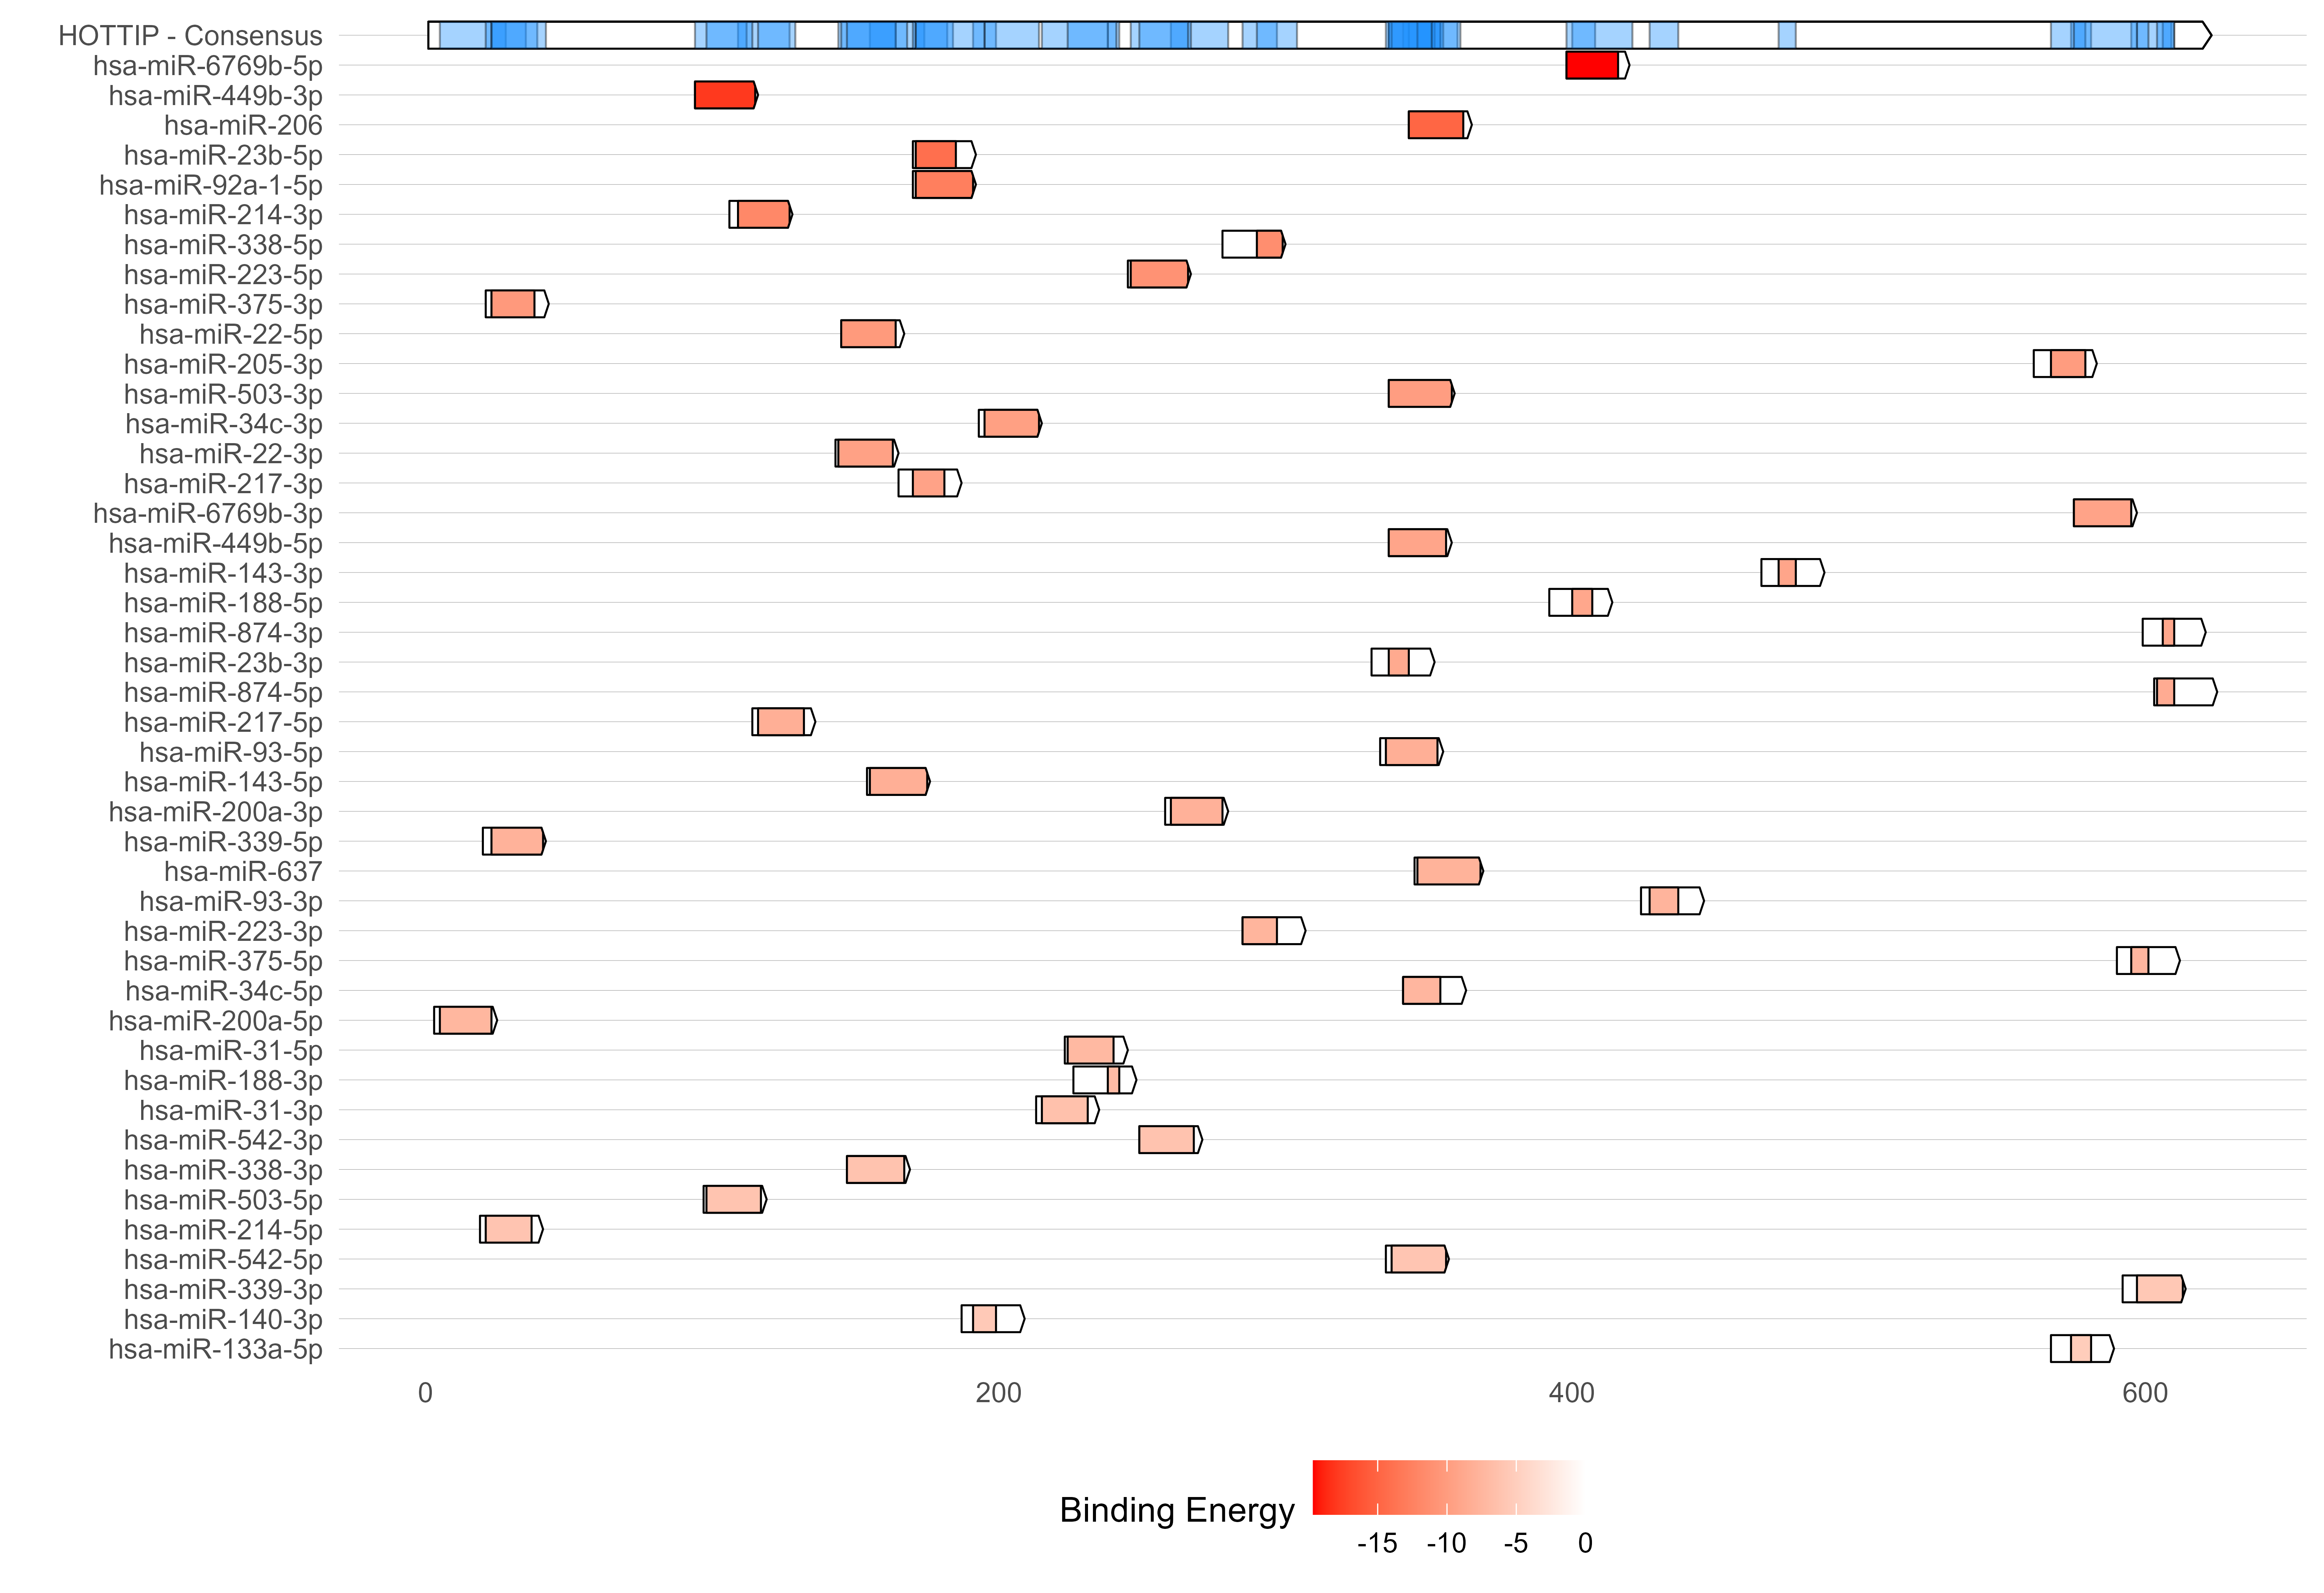 HOTTIP - Consensus
hsa-miR-6769b-5p
hsa-miR-449b-3p
hsa-miR-206
hsa-miR-23b-5p
hsa-miR-92a-1-5p
hsa-miR-214-3p
hsa-miR-338-5p
hsa-miR-223-5p
hsa-miR-375-3p
hsa-miR-22-5p
hsa-miR-205-3p
hsa-miR-503-3p
hsa-miR-34c-3p
hsa-miR-22-3p
hsa-miR-217-3p
hsa-miR-6769b-3p
hsa-miR-449b-5p
hsa-miR-143-3p
hsa-miR-188-5p
hsa-miR-874-3p
hsa-miR-23b-3p
hsa-miR-874-5p
hsa-miR-217-5p
hsa-miR-93-5p
hsa-miR-143-5p
hsa-miR-200a-3p
hsa-miR-339-5p
hsa-miR-637
hsa-miR-93-3p
hsa-miR-223-3p
hsa-miR-375-5p
hsa-miR-34c-5p
hsa-miR-200a-5p
hsa-miR-31-5p
hsa-miR-188-3p
hsa-miR-31-3p
hsa-miR-542-3p
hsa-miR-338-3p
hsa-miR-503-5p
hsa-miR-214-5p
hsa-miR-542-5p
hsa-miR-339-3p
hsa-miR-140-3p
hsa-miR-133a-5p
0 200 400 600
Binding Energy
-15 -10 -5 0